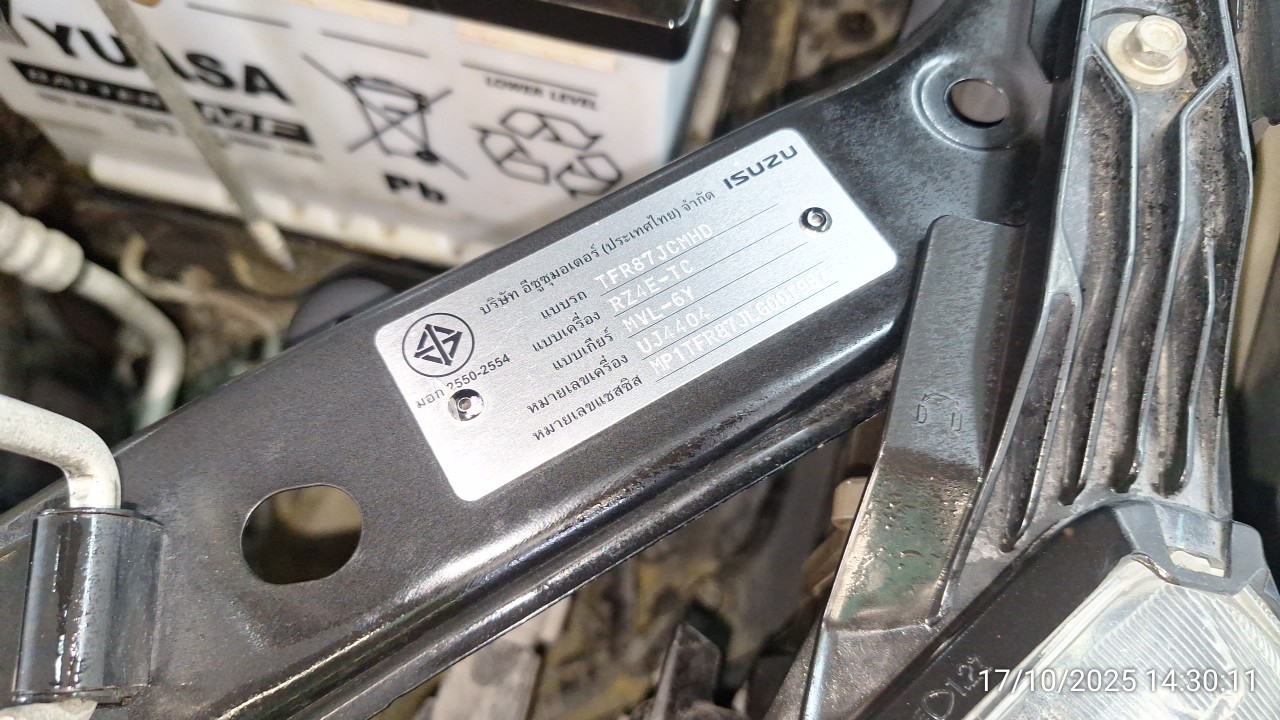 YUASA
BATTERY MF
LOWER LEVEL
Pb
ISUZU
บริษัท อีซูซุมอเตอร์ (ประเทศไทย) จำกัด
แบบรถ TFR87JCMHD
แบบเครื่อง RZ4E-TC
แบบเกียร์ MVL-6Y
หมายเลขเครื่อง UJ4404
หมายเลขแชสซิส
มอก 2550-2554
17/10/2025 14:30:11